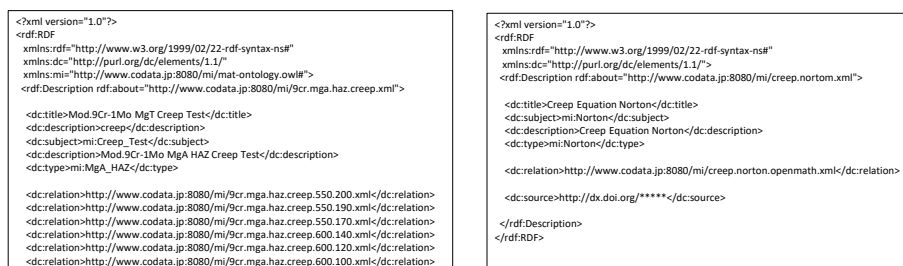 <?xml version="1.0"?>
<rdf:RDF
xmlns:rdf="http://www.w3.org/1999/02/22-rdf-syntax-ns#"
xmlns:dc="http://purl.org/dc/elements/1.1/"
xmlns:mi="http://www.codata.jp:8080/mi/mat-ontology.owl#">
<rdf:Description rdf:about="http://www.codata.jp:8080/mi/9cr.mga.haz.creep.xml">
<dc:title>Mod.9Cr-1Mo MgT Creep Test</dc:title>
<dc:description>creep</dc:description>
<dc:subject>mi:Creep_Test</dc:subject>
<dc:description>Mod.9Cr-1Mo MgA HAZ Creep Test</dc:description>
<dc:type>mi:MgA_HAZ</dc:type>
<dc:relation>http://www.codata.jp:8080/mi/9cr.mga.haz.creep.550.200.xml</dc:relation>
<dc:relation>http://www.codata.jp:8080/mi/9cr.mga.haz.creep.550.190.xml</dc:relation>
<dc:relation>http://www.codata.jp:8080/mi/9cr.mga.haz.creep.550.170.xml</dc:relation>
<dc:relation>http://www.codata.jp:8080/mi/9cr.mga.haz.creep.600.140.xml</dc:relation>
<dc:relation>http://www.codata.jp:8080/mi/9cr.mga.haz.creep.600.120.xml</dc:relation>
<dc:relation>http://www.codata.jp:8080/mi/9cr.mga.haz.creep.600.100.xml</dc:relation>
<?xml version="1.0"?>
<rdf:RDF
xmlns:rdf="http://www.w3.org/1999/02/22-rdf-syntax-ns#"
xmlns:dc="http://purl.org/dc/elements/1.1/">
<rdf:Description rdf:about="http://www.codata.jp:8080/mi/creep.nortom.xml">
<dc:title>Creep Equation Norton</dc:title>
<dc:subject>mi:Norton</dc:subject>
<dc:description>Creep Equation Norton</dc:description>
<dc:type>mi:Norton</dc:type>
<dc:relation>http://www.codata.jp:8080/mi/creep.norton.openmath.xml</dc:relation>
<dc:source>http://dx.doi.org/*****</dc:source>
</rdf:Description>
</rdf:RDF>